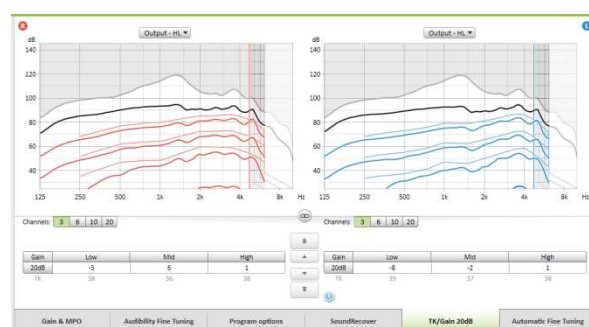 R
L
dB
Output - HL
dB
Output - HL
140
120
100
80
60
40
140
120
100
80
60
40
125 250 500 1k 2k 4k 8k Hz
125 250 500 1k 2k 4k 8k Hz
Channels: 3 6 10 20
Channels: 3 6 10 20
Gain Low Mid High
20dB -3 6 1
TK 38 36 38
Gain Low Mid High
20dB -8 -2 1
TK 39 37 38
Gain & MPO Audibility Fine Tuning Program options SoundRecover TK/Gain 20dB Automatic Fine Tuning